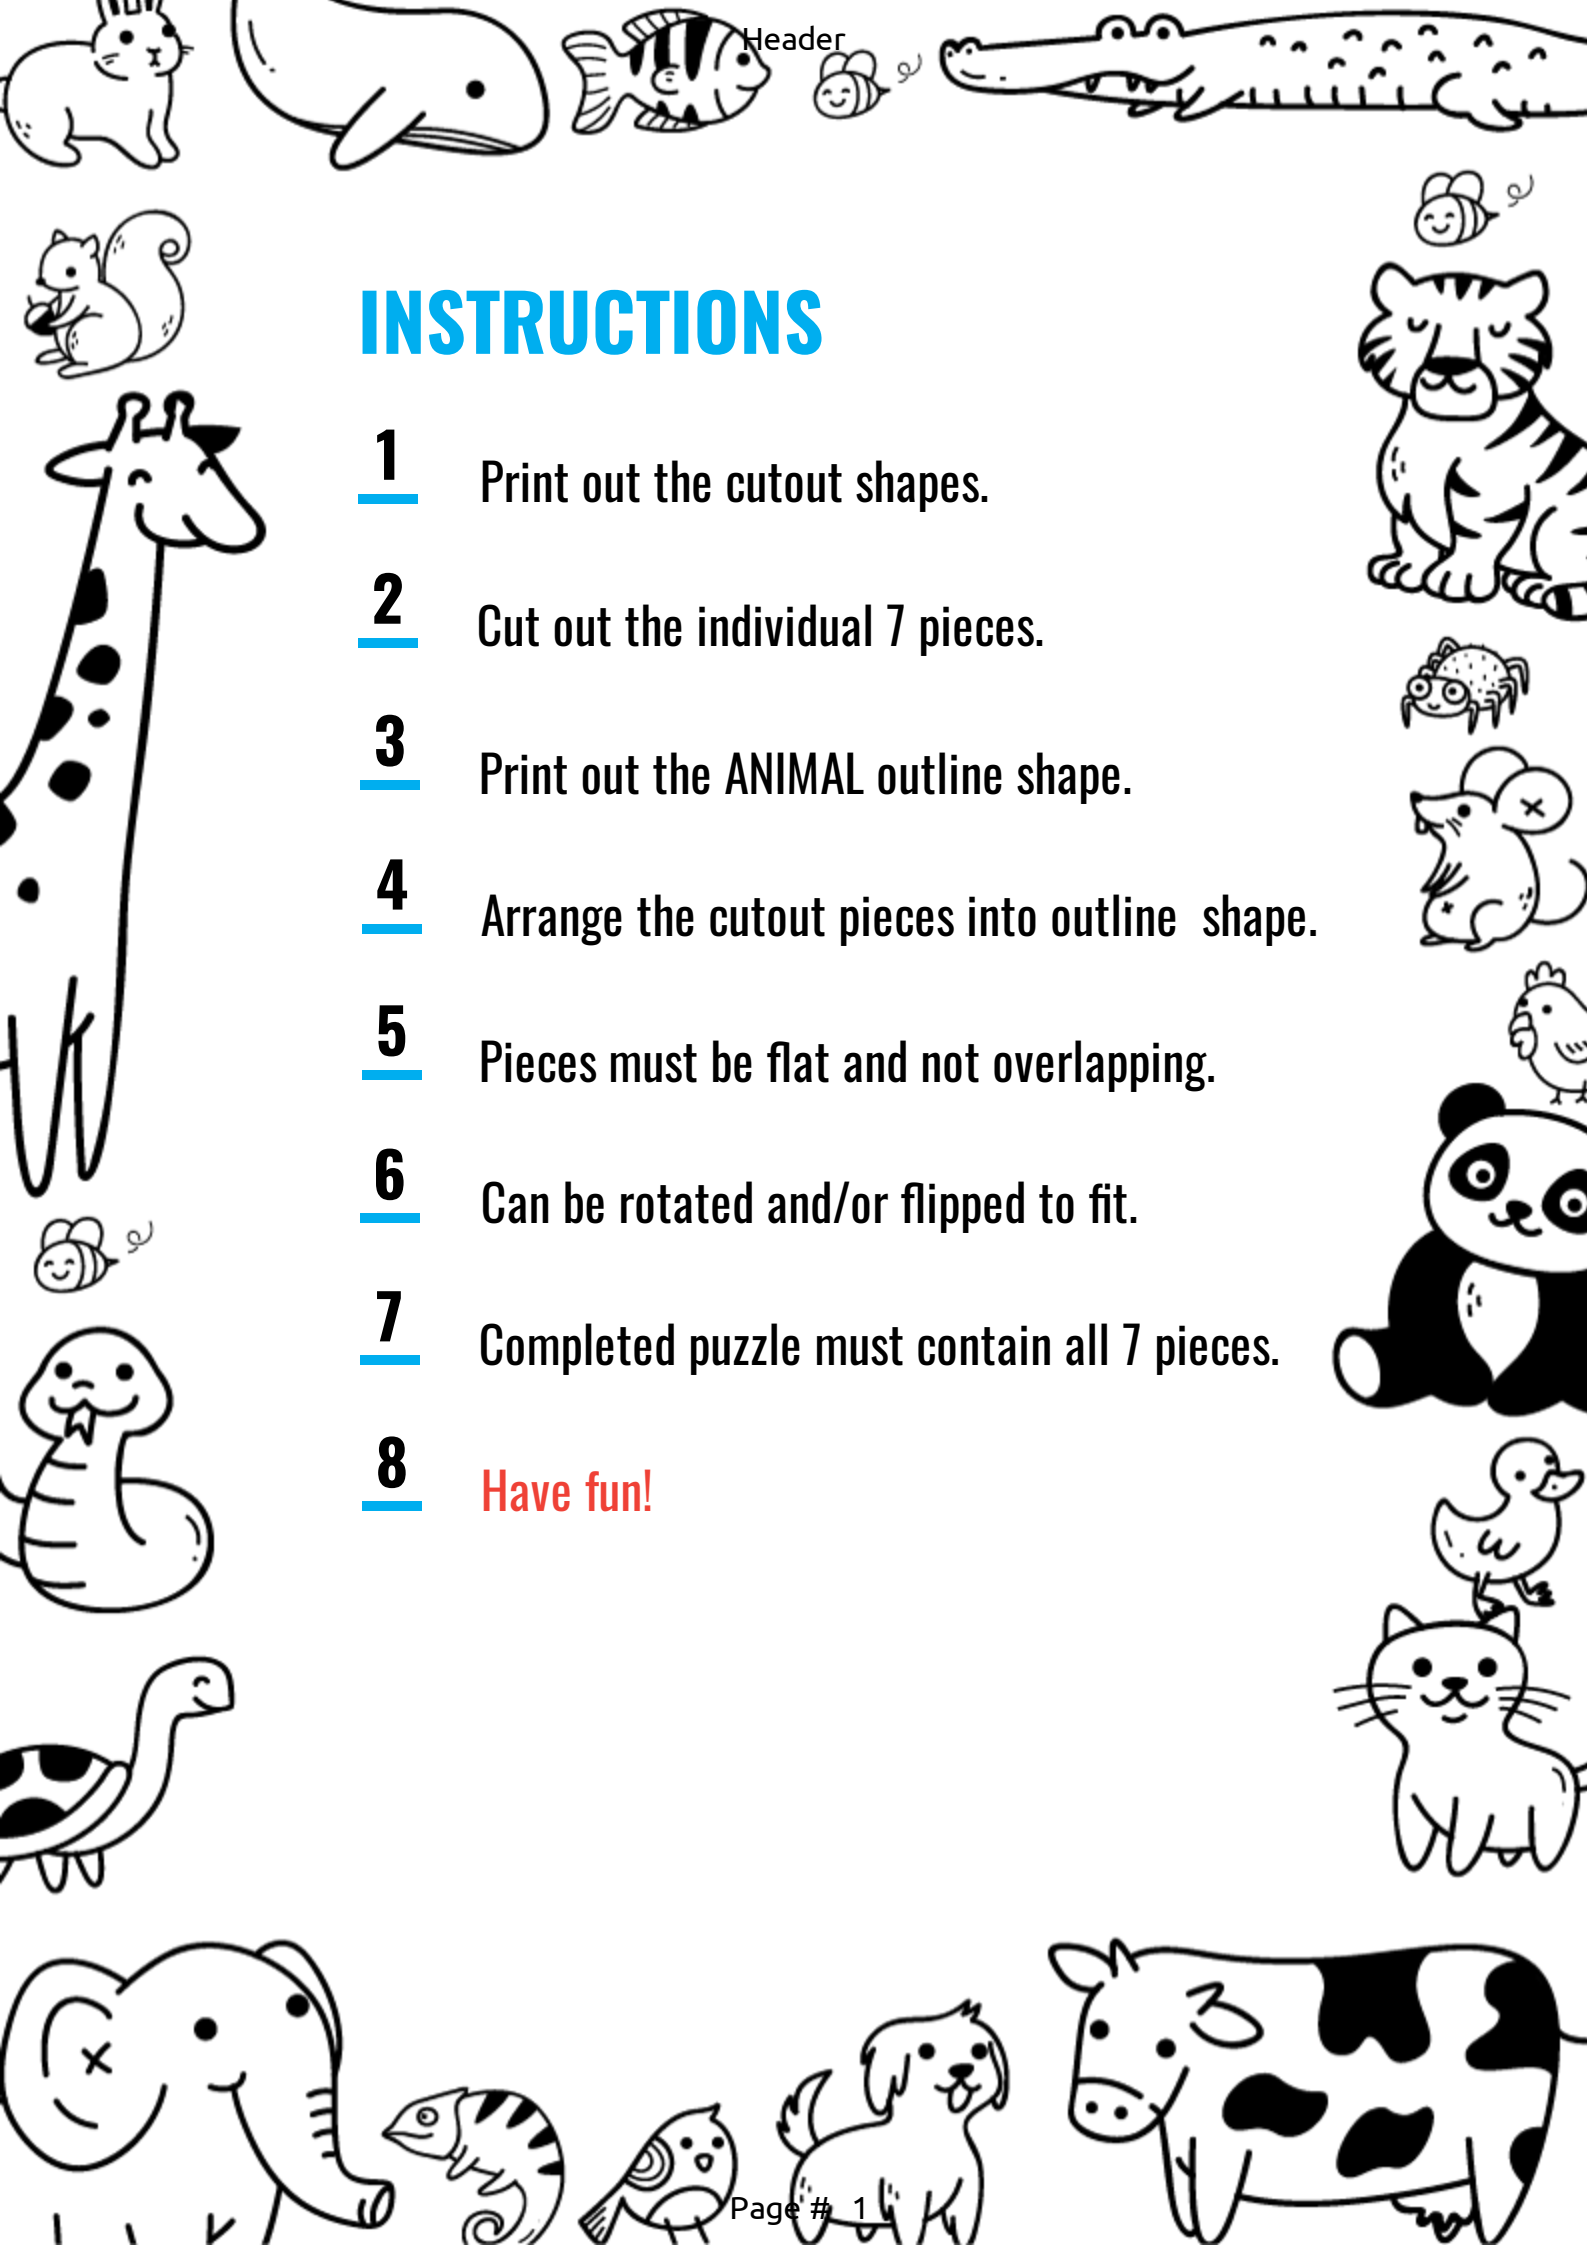 Header
INSTRUCTIONS
1 Print out the cutout shapes.
2 Cut out the individual 7 pieces.
3 Print out the ANIMAL outline shape.
4 Arrange the cutout pieces into outline  shape.
5 Pieces must be flat and not overlapping.
6 Can be rotated and/or flipped to fit.
7 Completed puzzle must contain all 7 pieces.
8 Have fun!
Page # 1